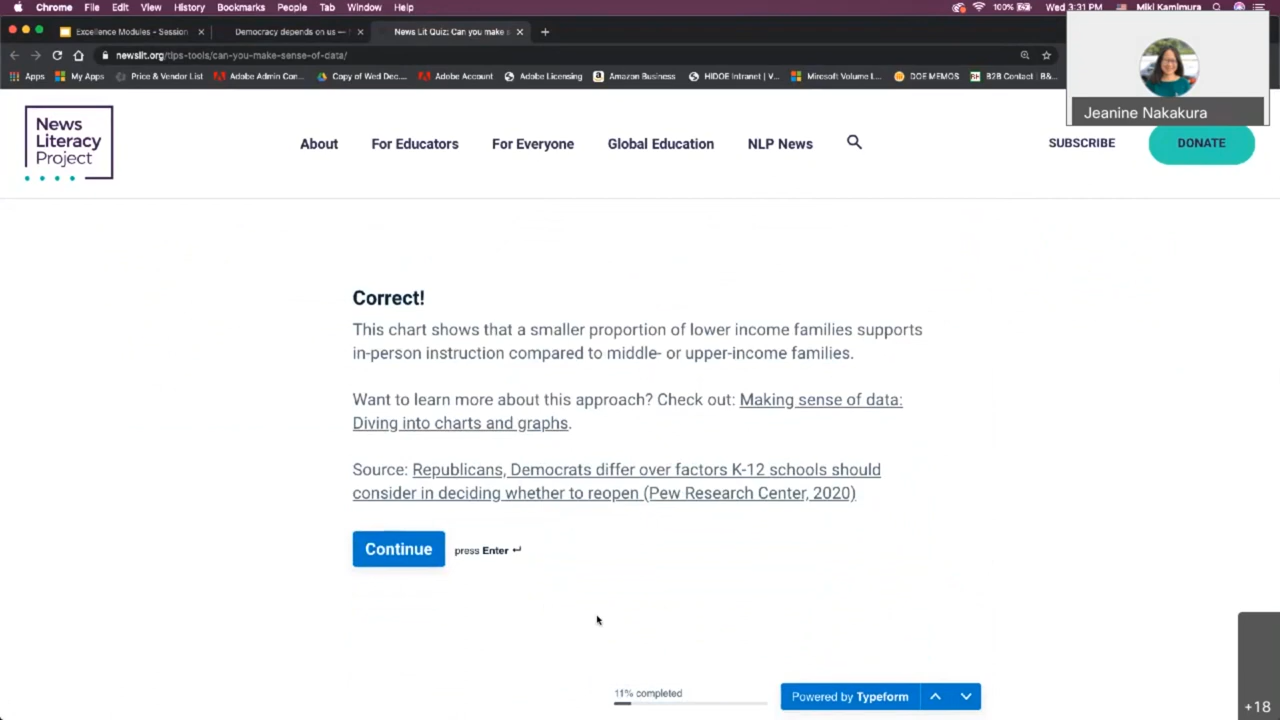 Chrome File Edit View History Bookmarks People Tab Window Help 100% Wed 3:31 PM Miki Kamimura
Excellence Modules - Session Democracy depends on us — News Lit Quiz: Can you make s
newslit.org/tips-tools/can-you-make-sense-of-data/
Apps My Apps Price & Vendor List Adobe Admin Con... Copy of Wed Dec.... Adobe Account Adobe Licensing Amazon Business HIDOE Intranet | V... Mirosoft Volume L... DOE MEMOS B2B Contact | B&...
Jeanine Nakakura
News Literacy Project
About For Educators For Everyone Global Education NLP News SUBSCRIBE DONATE
Correct!
This chart shows that a smaller proportion of lower income families supports
in-person instruction compared to middle- or upper-income families.
Want to learn more about this approach? Check out: Making sense of data:
Diving into charts and graphs.
Source: Republicans, Democrats differ over factors K-12 schools should
consider in deciding whether to reopen (Pew Research Center, 2020)
Continue press Enter ↵
11% completed
Powered by Typeform
+18